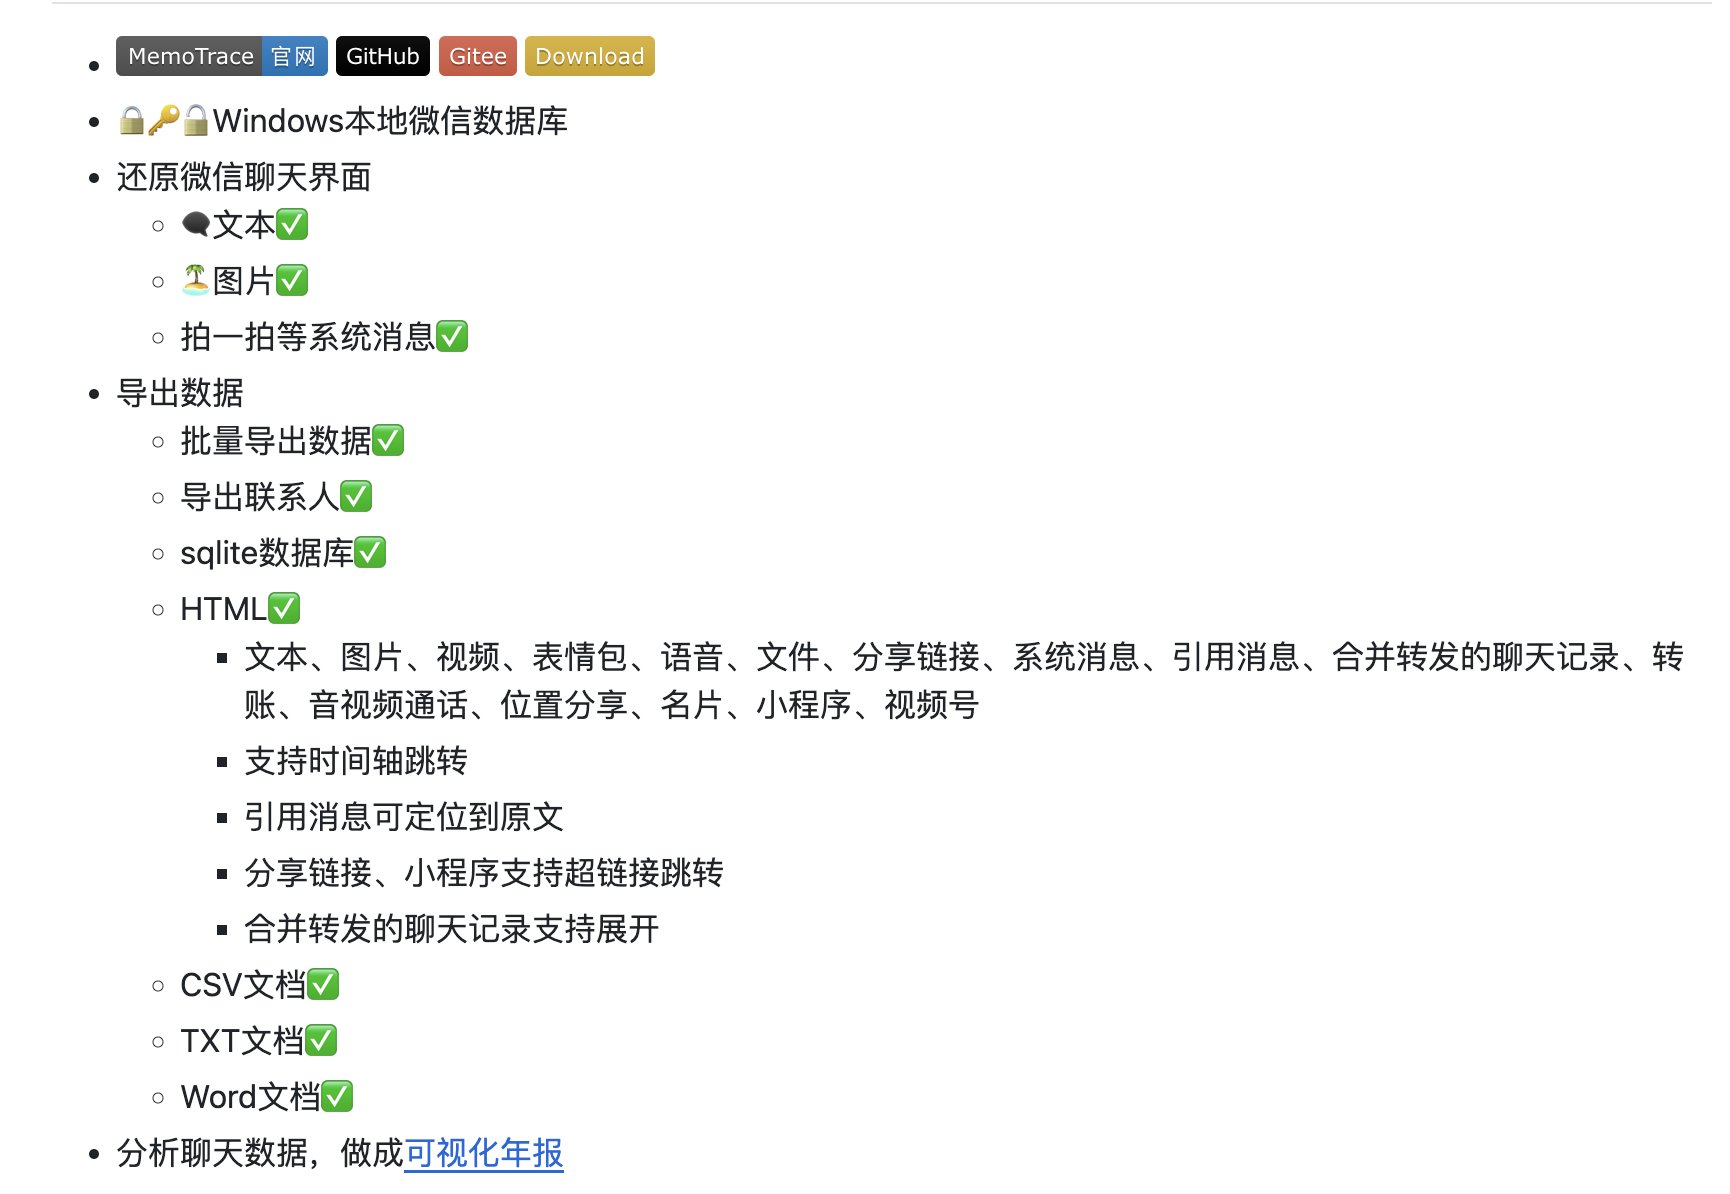 MemoTrace 官网 GitHub Gitee Download
🔒🔑🔓Windows本地微信数据库
还原微信聊天界面
🗨文本✅
🏝图片✅
拍一拍等系统消息✅
导出数据
批量导出数据✅
导出联系人✅
sqlite数据库✅
HTML✅
文本、图片、视频、表情包、语音、文件、分享链接、系统消息、引用消息、合并转发的聊天记录、转
账、音视频通话、位置分享、名片、小程序、视频号
支持时间轴跳转
引用消息可定位到原文
分享链接、小程序支持超链接跳转
合并转发的聊天记录支持展开
CSV文档✅
TXT文档✅
Word文档✅
分析聊天数据，做成可视化年报